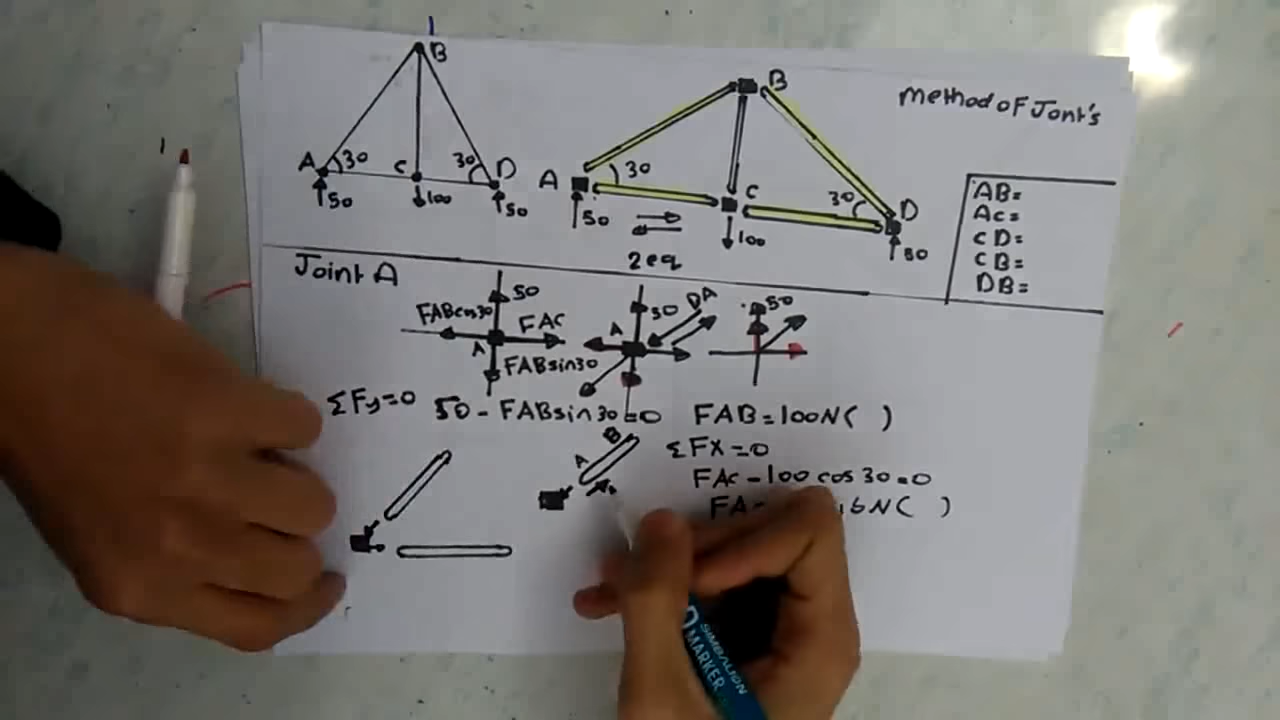 B
A 30 C 30 D
50 100 50
B
A 30 C 30 D
50 100 50
2eq
Method oF Jont's
AB=
AC=
CD=
CB=
DB=
Joint A
50
FABcos30 FAC
A
FABsin30
50 DA
A
50
ΣFy=0 50 - FABsin30=0 FAB=100N( )
ΣFX=0
FAC-100 cos 30=0
A B
SIMBALION
MARKER